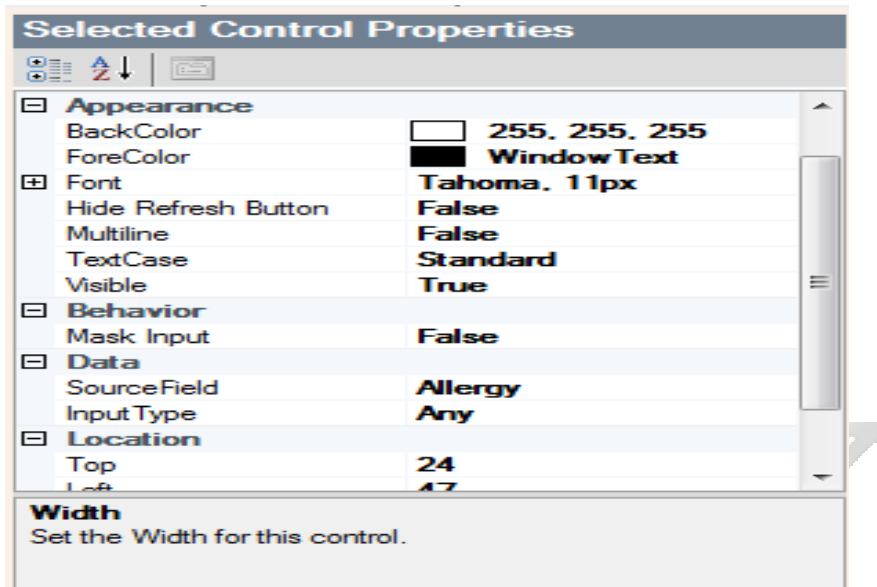 Selected Control Properties
Appearance
BackColor 255, 255, 255
ForeColor WindowText
Font Tahoma, 11px
Hide Refresh Button False
Multiline False
TextCase Standard
Visible True
Behavior
Mask Input False
Data
SourceField Allergy
InputType Any
Location
Top 24
Left 47
Width
Set the Width for this control.